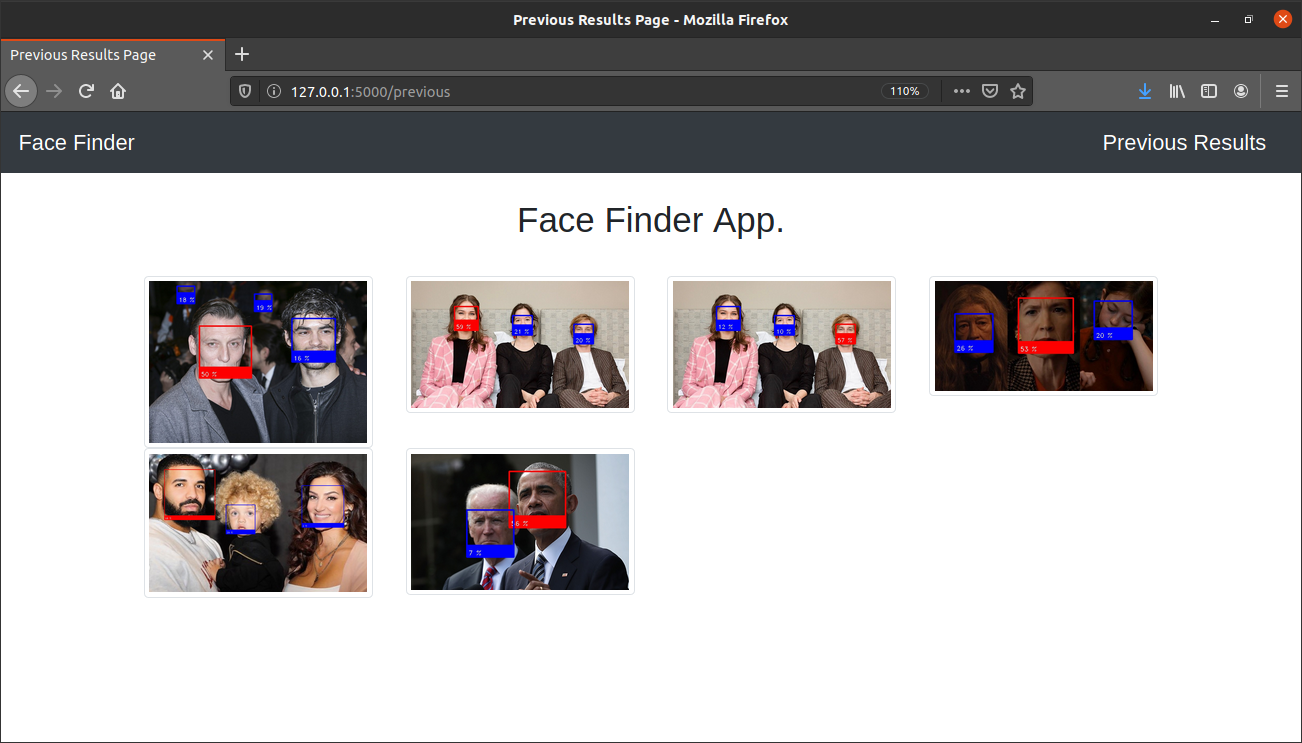 Previous Results Page - Mozilla Firefox
Previous Results Page
127.0.0.1:5000/previous
110%
Face Finder
Previous Results
Face Finder App.
18 %
19 %
50 %
16 %
59 %
21 %
20 %
12 %
10 %
57 %
26 %
53 %
20 %
56 %
7 %